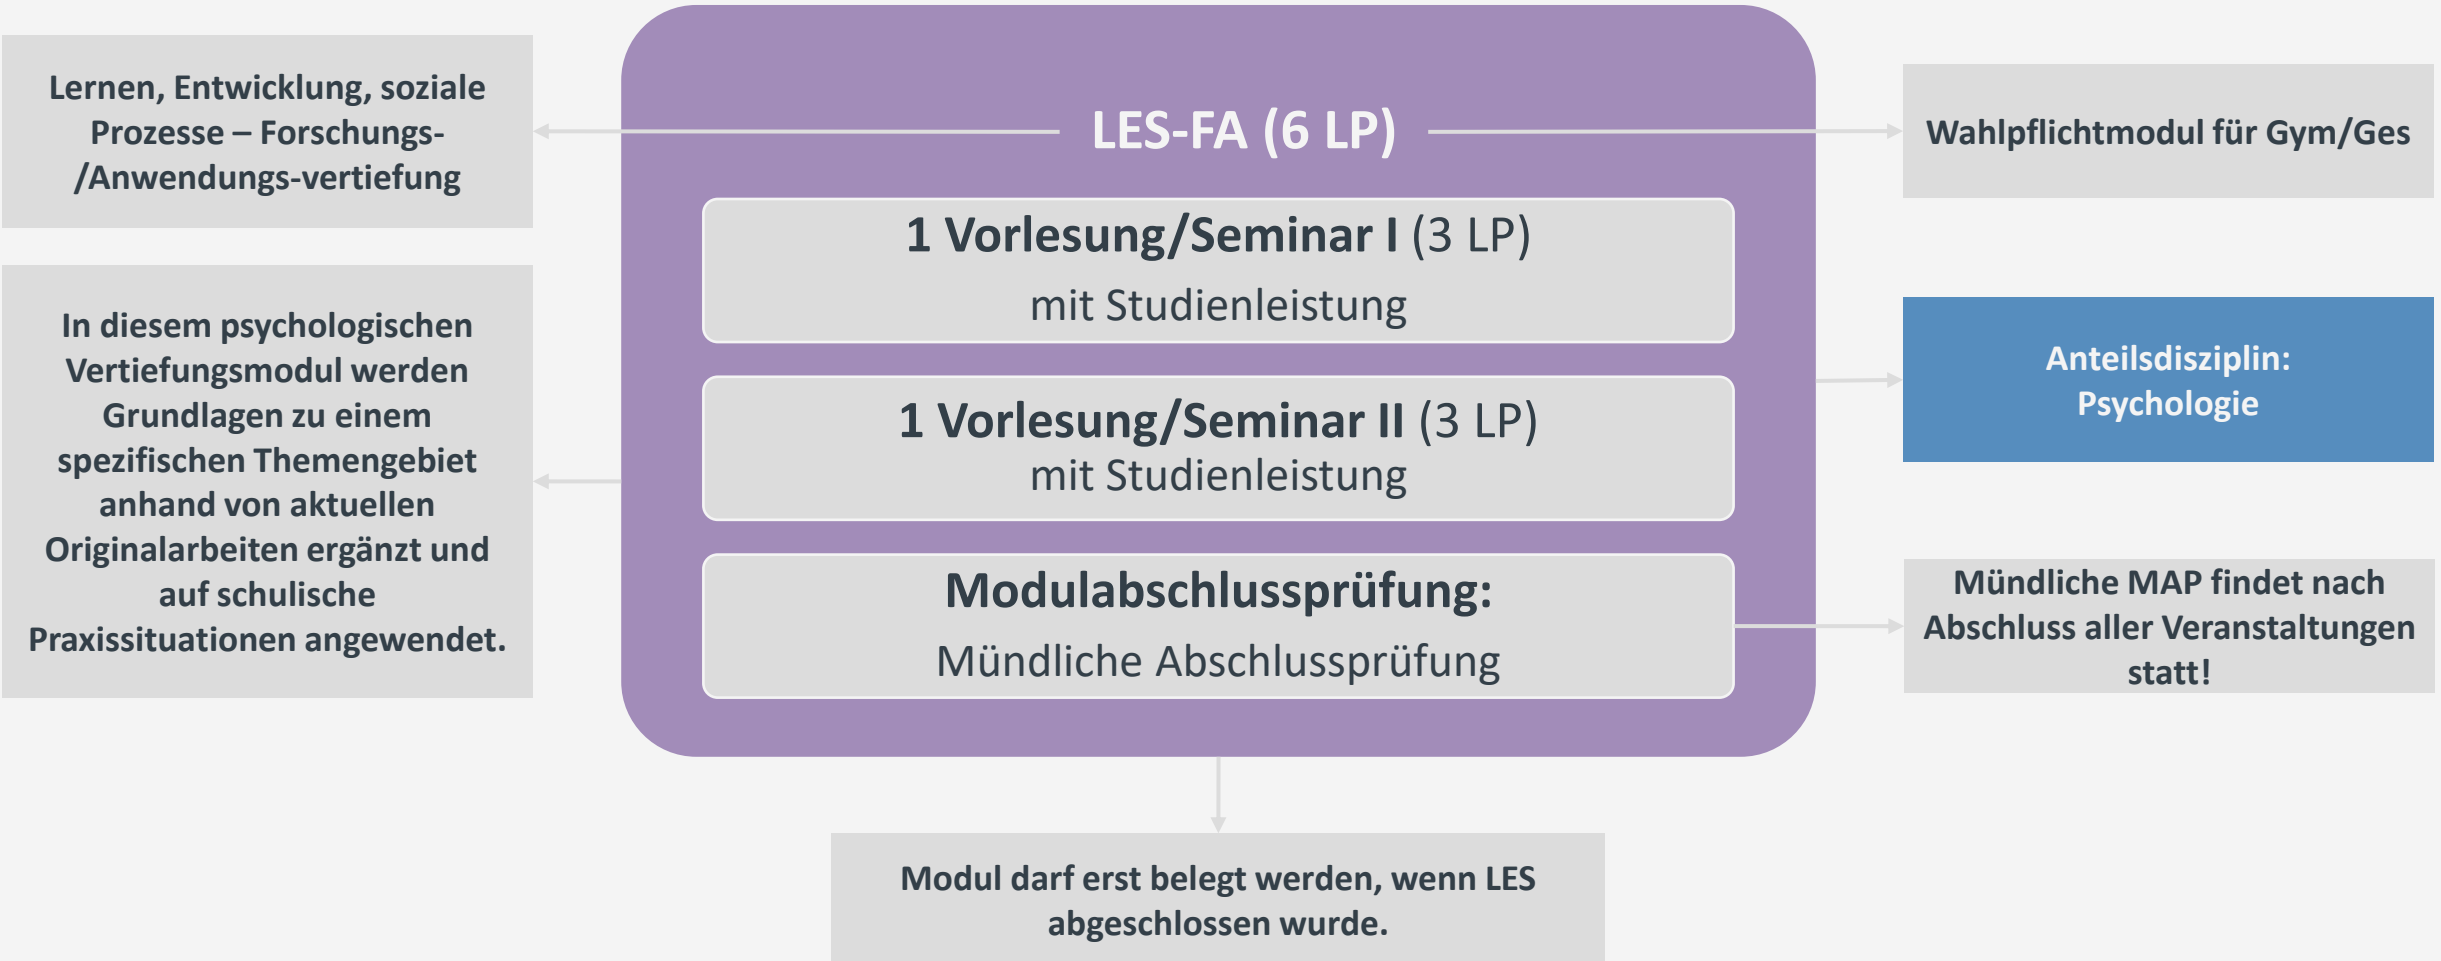 Lernen, Entwicklung, soziale
Prozesse – Forschungs-
/Anwendungs-vertiefung
In diesem psychologischen
Vertiefungsmodul werden
Grundlagen zu einem
spezifischen Themengebiet
anhand von aktuellen
Originalarbeiten ergänzt und
auf schulische
Praxissituationen angewendet.
LES-FA (6 LP)
1 Vorlesung/Seminar I (3 LP)
mit Studienleistung
1 Vorlesung/Seminar II (3 LP)
mit Studienleistung
Modulabschlussprüfung:
Mündliche Abschlussprüfung
Wahlpflichtmodul für Gym/Ges
Anteilsdisziplin:
Psychologie
Mündliche MAP findet nach
Abschluss aller Veranstaltungen
statt!
Modul darf erst belegt werden, wenn LES
abgeschlossen wurde.